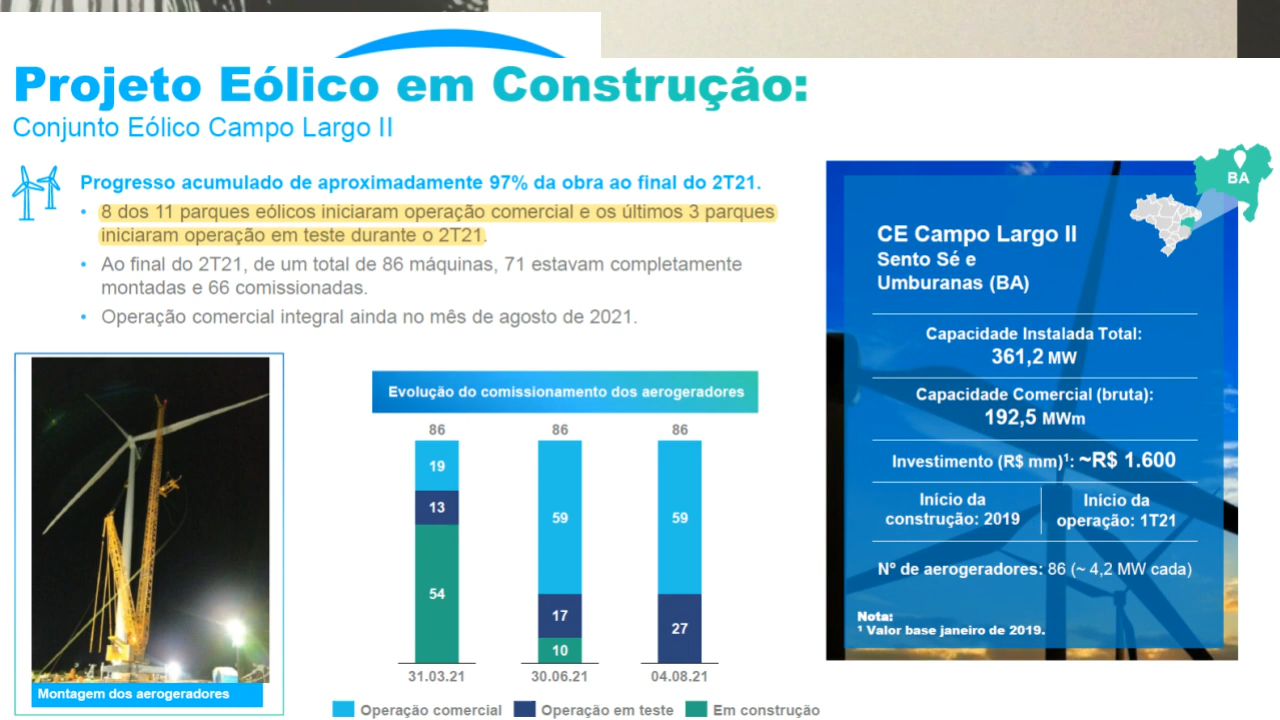 Projeto Eólico em Construção:
Conjunto Eólico Campo Largo II
Progresso acumulado de aproximadamente 97% da obra ao final do 2T21.
• 8 dos 11 parques eólicos iniciaram operação comercial e os últimos 3 parques
iniciaram operação em teste durante o 2T21.
• Ao final do 2T21, de um total de 86 máquinas, 71 estavam completamente
montadas e 66 comissionadas.
• Operação comercial integral ainda no mês de agosto de 2021.
Montagem dos aerogeradores
Evolução do comissionamento dos aerogeradores
86 86 86
19
13
54
59
17
10
59
27
31.03.21 30.06.21 04.08.21
Operação comercial Operação em teste Em construção
BA
CE Campo Largo II
Sento Sé e
Umburanas (BA)
Capacidade Instalada Total:
361,2 MW
Capacidade Comercial (bruta):
192,5 MWm
Investimento (R$ mm)¹: ~R$ 1.600
Início da
construção: 2019
Início da
operação: 1T21
Nº de aerogeradores: 86 (~ 4,2 MW cada)
Nota:
¹ Valor base janeiro de 2019.